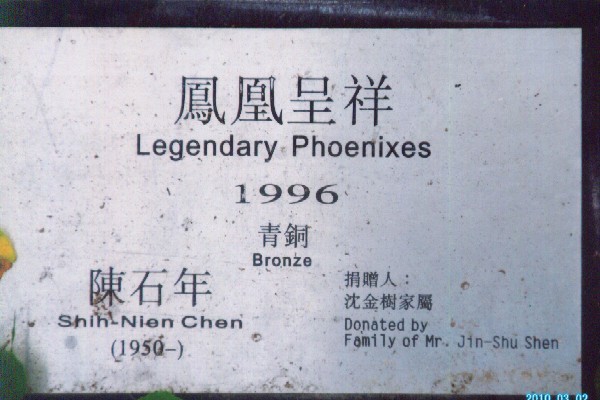 鳳凰呈祥
Legendary Phoenixes
1996
青銅
Bronze
陳石年
Shih-Nien Chen
(1950-)
捐贈人：
沈金樹家屬
Donated by
Family of Mr. Jin-Shu Shen
2010 03 02